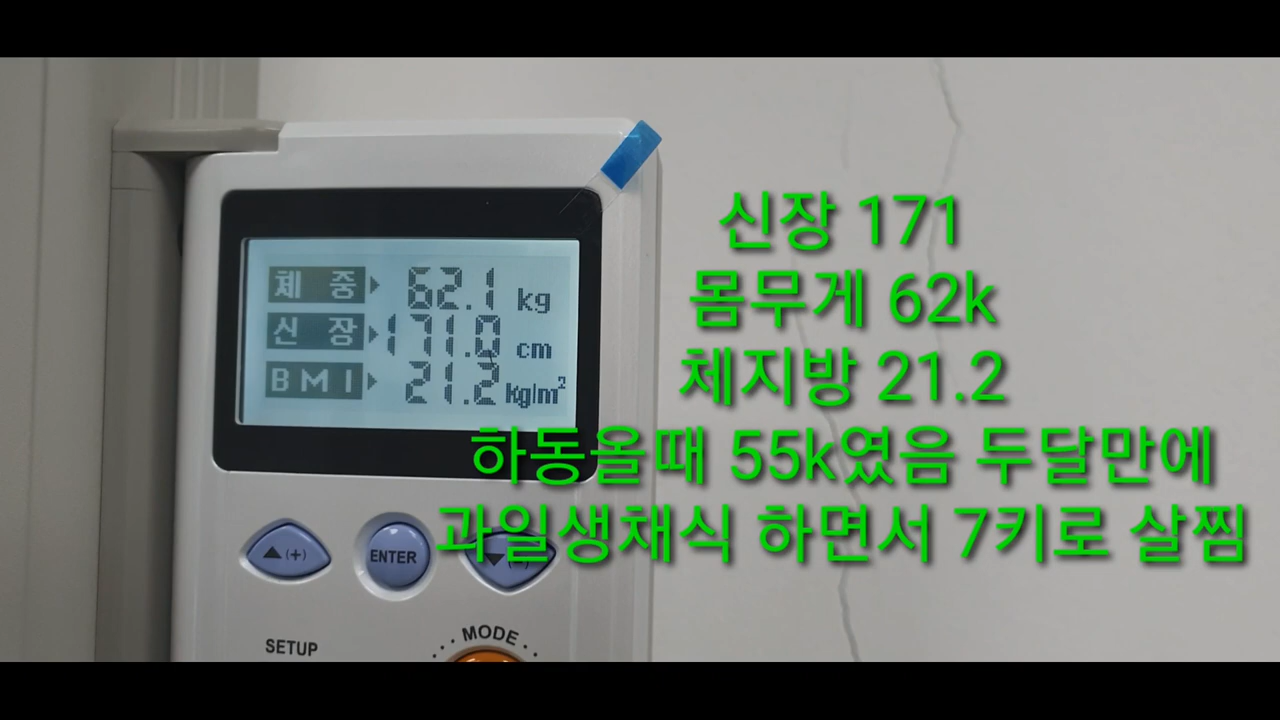 체 중 62.1 kg
신 장 171.0 cm
BMI 21.2 kg/m²
▲(+) ENTER ▼(-)
SETUP MODE
신장 171
몸무게 62k
체지방 21.2
하동올때 55k였음 두달만에
과일생채식 하면서 7키로 살찜